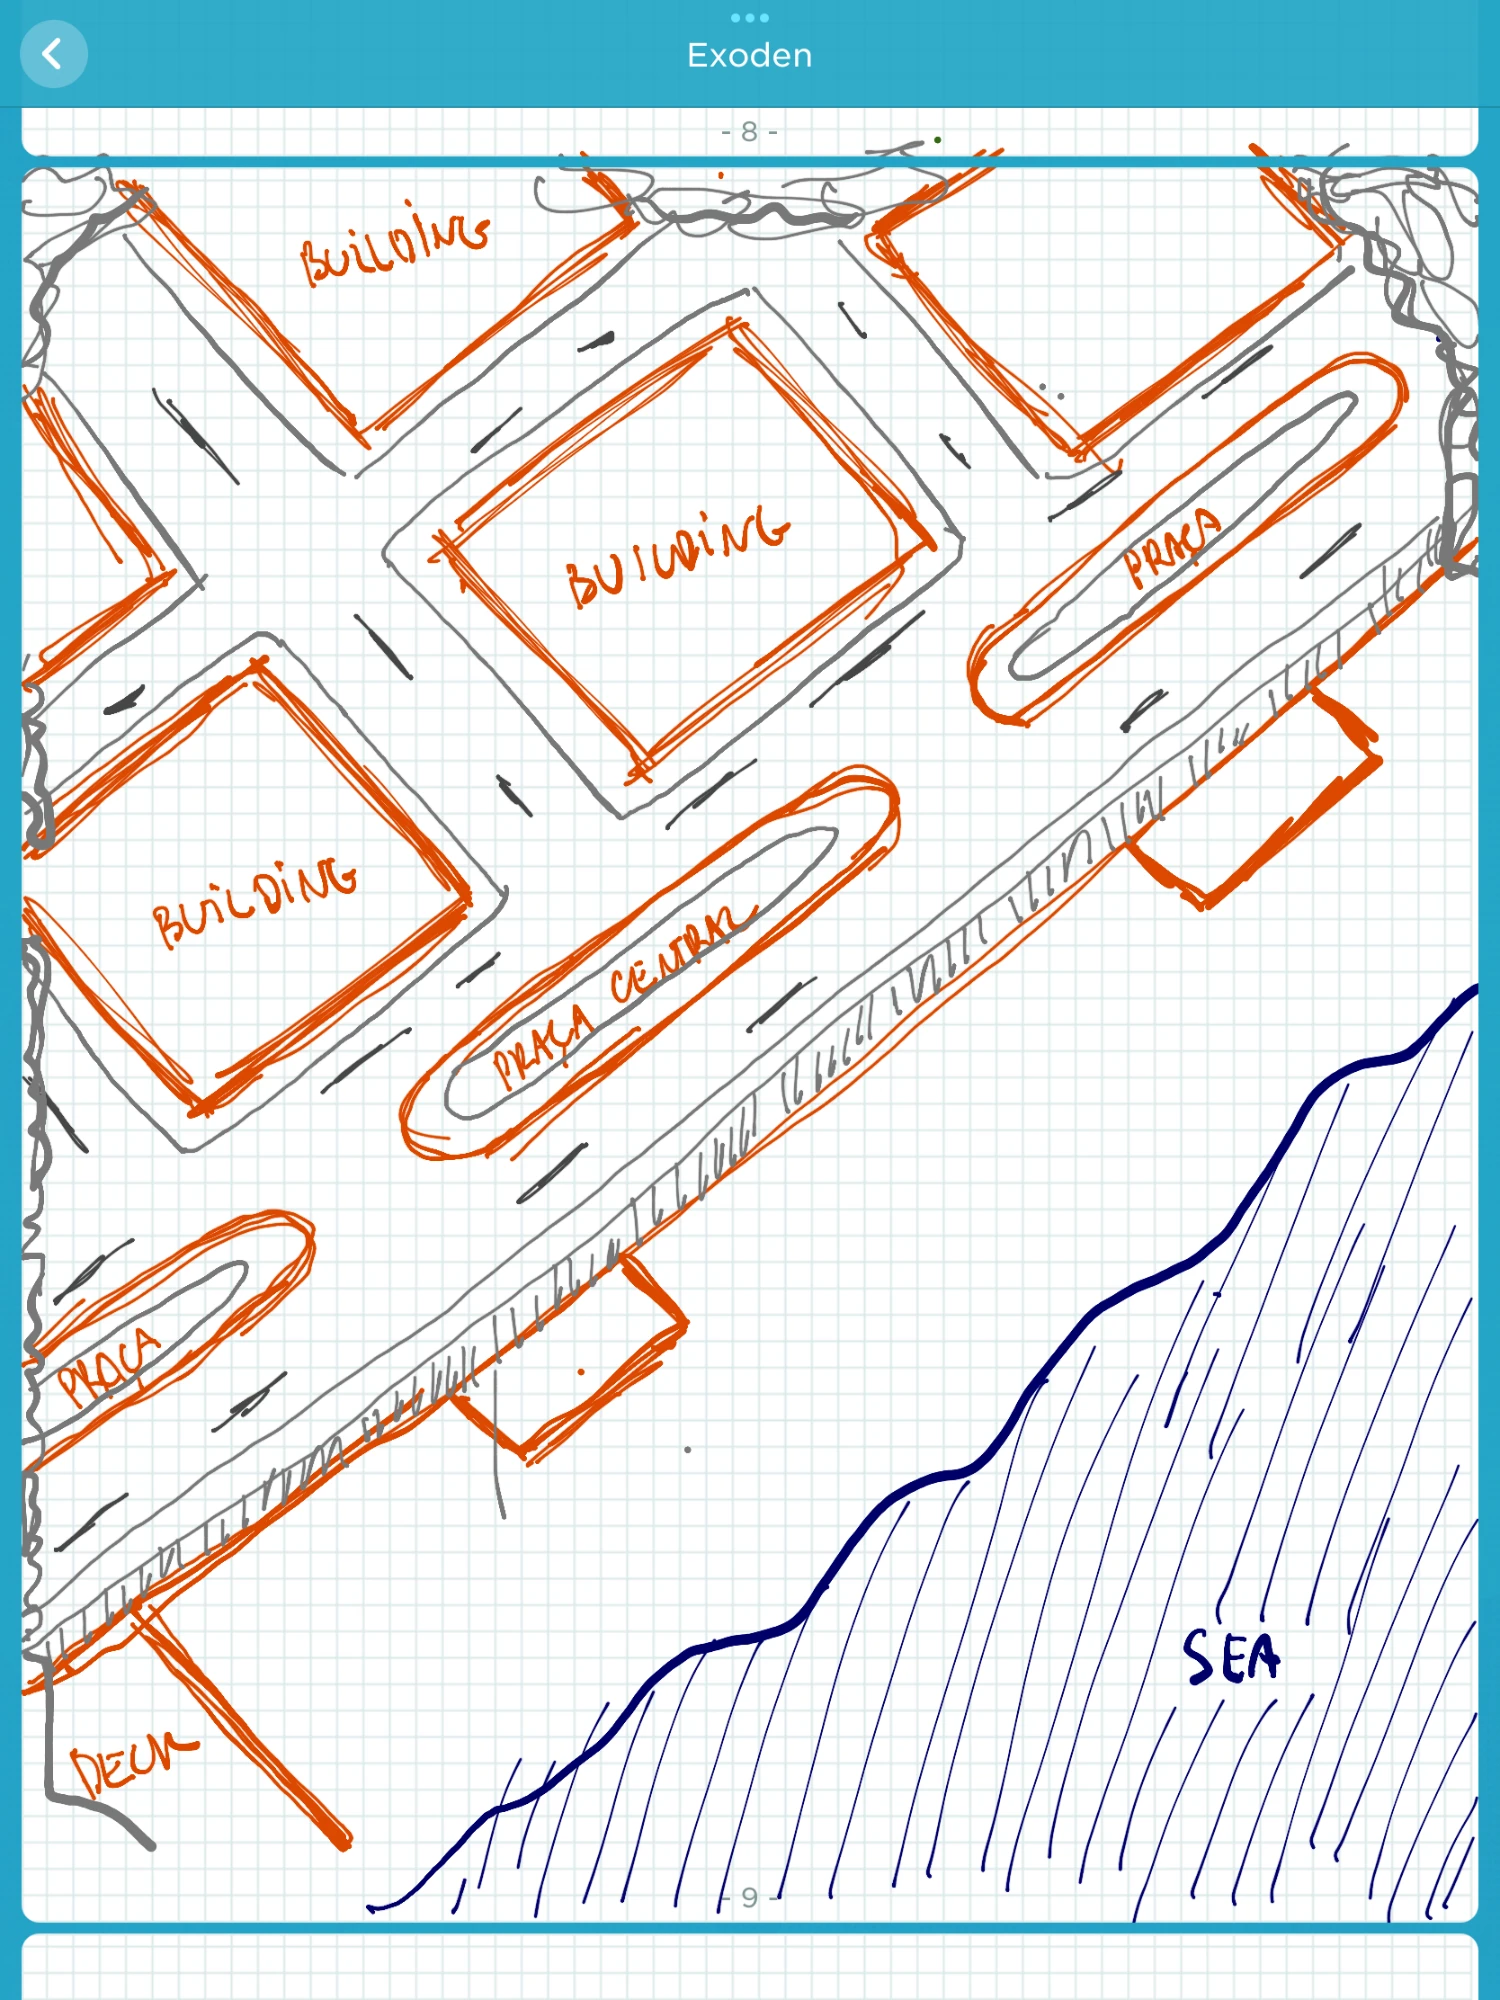 Exoden
- 8 -
BUiLDiNG
BUILDiNG
PRAÇA
BUiLDiNG
PRAÇA CENTRAL
PRAÇA
SEA
DECK
- 9 -